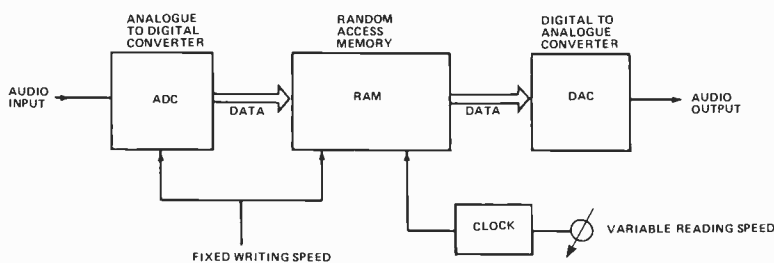 ANALOGUE
TO DIGITAL
CONVERTER
RANDOM
ACCESS
MEMORY
DIGITAL TO
ANALOGUE
CONVERTER
AUDIO
INPUT
ADC
DATA
RAM
DATA
DAC
AUDIO
OUTPUT
CLOCK
VARIABLE READING SPEED
FIXED WRITING SPEED